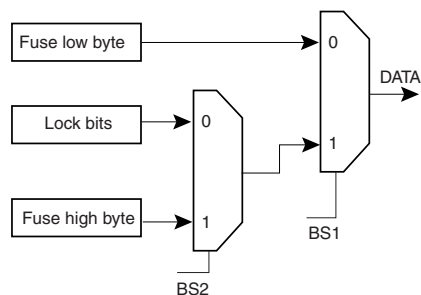 Fuse low byte
0
DATA
Lock bits
0
1
Fuse high byte
1
BS1
BS2